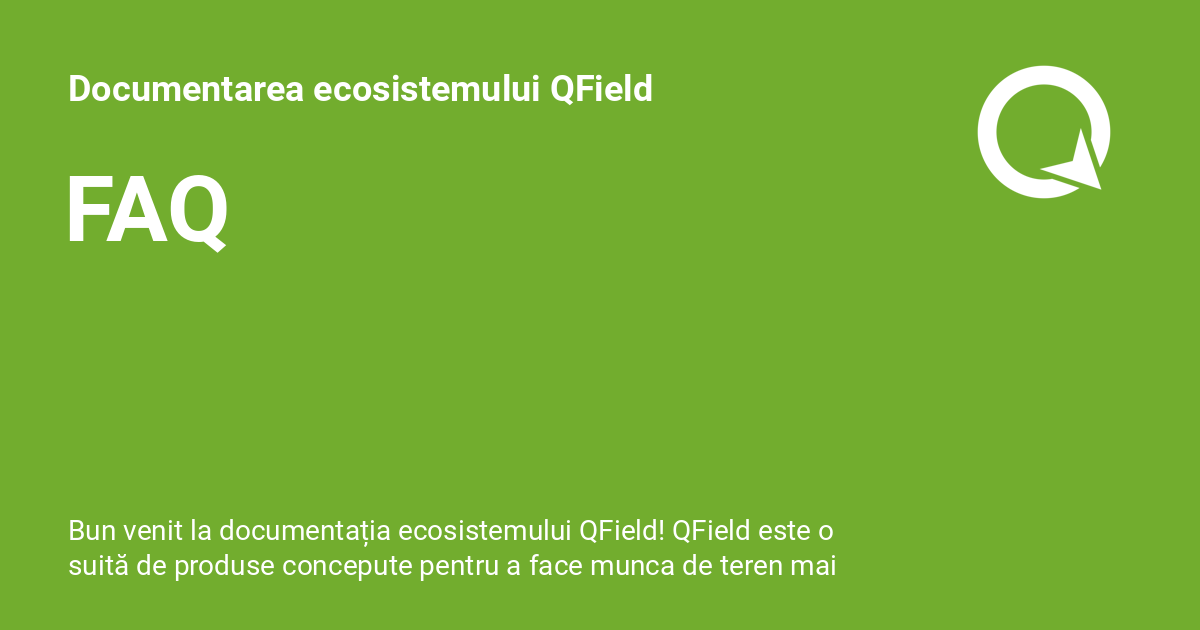 Documentarea ecosistemului QField
FAQ
Bun venit la documentația ecosistemului QField! QField este o
suită de produse concepute pentru a face munca de teren mai